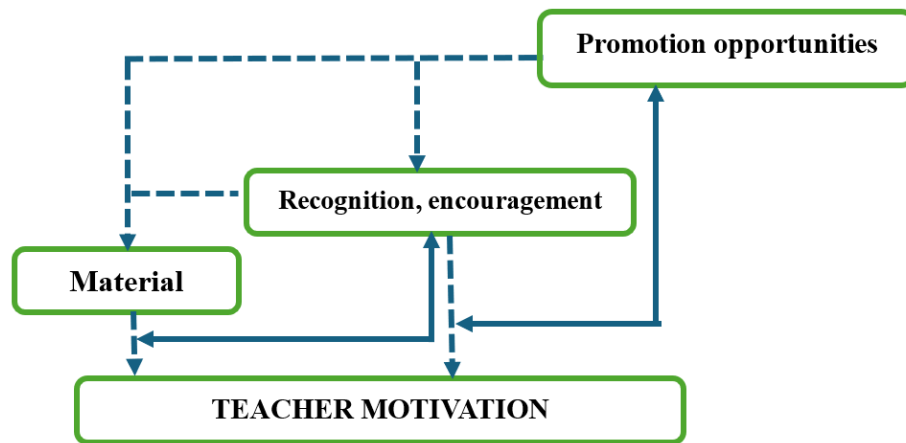 Promotion opportunities
Recognition, encouragement
Material
TEACHER MOTIVATION